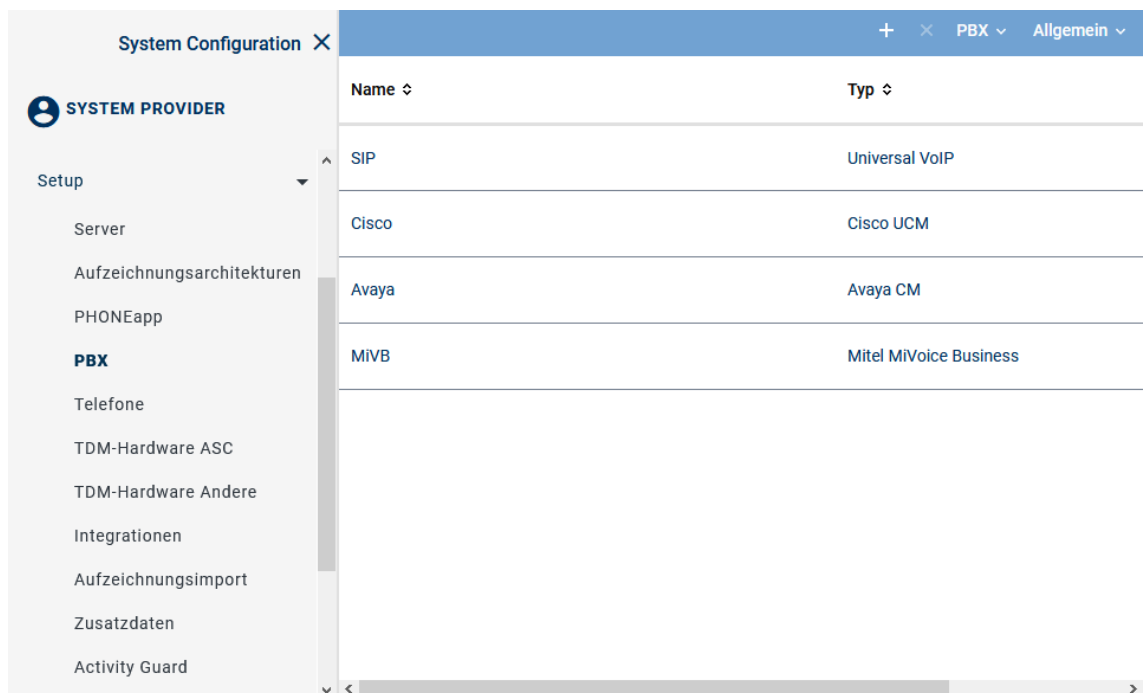 System Configuration
SYSTEM PROVIDER
Setup
Server
Aufzeichnungsarchitekturen
PHONEapp
PBX
Telefone
TDM-Hardware ASC
TDM-Hardware Andere
Integrationen
Aufzeichnungsimport
Zusatzdaten
Activity Guard
PBX Allgemein
Name Typ
SIP Universal VoIP
Cisco Cisco UCM
Avaya Avaya CM
MiVB Mitel MiVoice Business